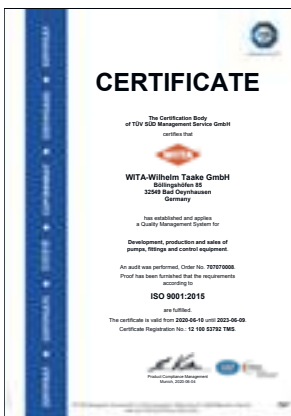 CERTIFICATE
The Certification Body
of TÜV SÜD Management Service GmbH
certifies that
WITA
WITA-Wilhelm Taake GmbH
Böllingshöfen 85
32549 Bad Oeynhausen
Germany
has established and applies
a Quality Management System for
Development, production and sales of
pumps, fittings and control equipment.
An audit was performed, Order No. 707070008.
Proof has been furnished that the requirements
according to
ISO 9001:2015
are fulfilled.
The certificate is valid from 2020-06-10 until 2023-06-09.
Certificate Registration No.: 12 100 53792 TMS.
Product Compliance Management
Munich, 2020-06-04